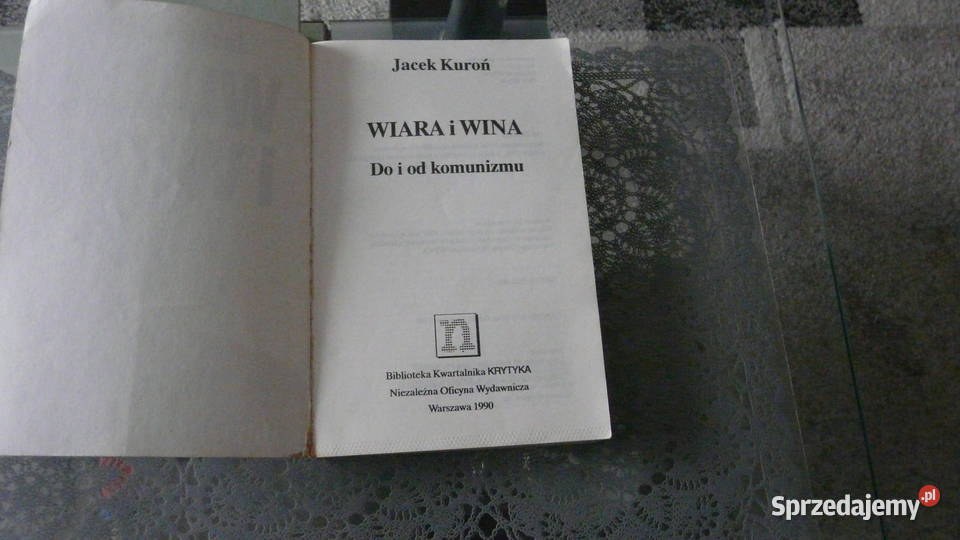 Jacek Kuroń
WIARA i WINA
Do i od komunizmu
n
Biblioteka Kwartalnika KRYTYKA
Niezależna Oficyna Wydawnicza
Warszawa 1990
Sprzedajemy.pl